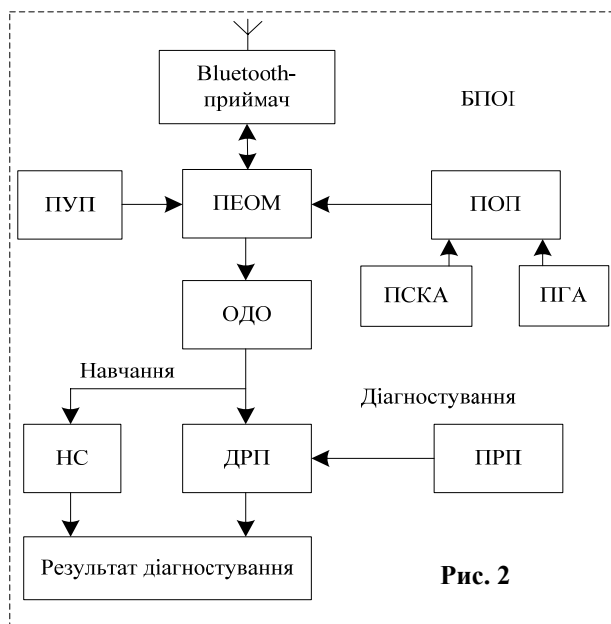 Bluetooth-
приймач
БПОІ
ПУП
ПЕОМ
ПОП
ПСКА
ПГА
ОДО
Навчання
Діагностування
НС
ДРП
ПРП
Результат діагностування
Рис. 2